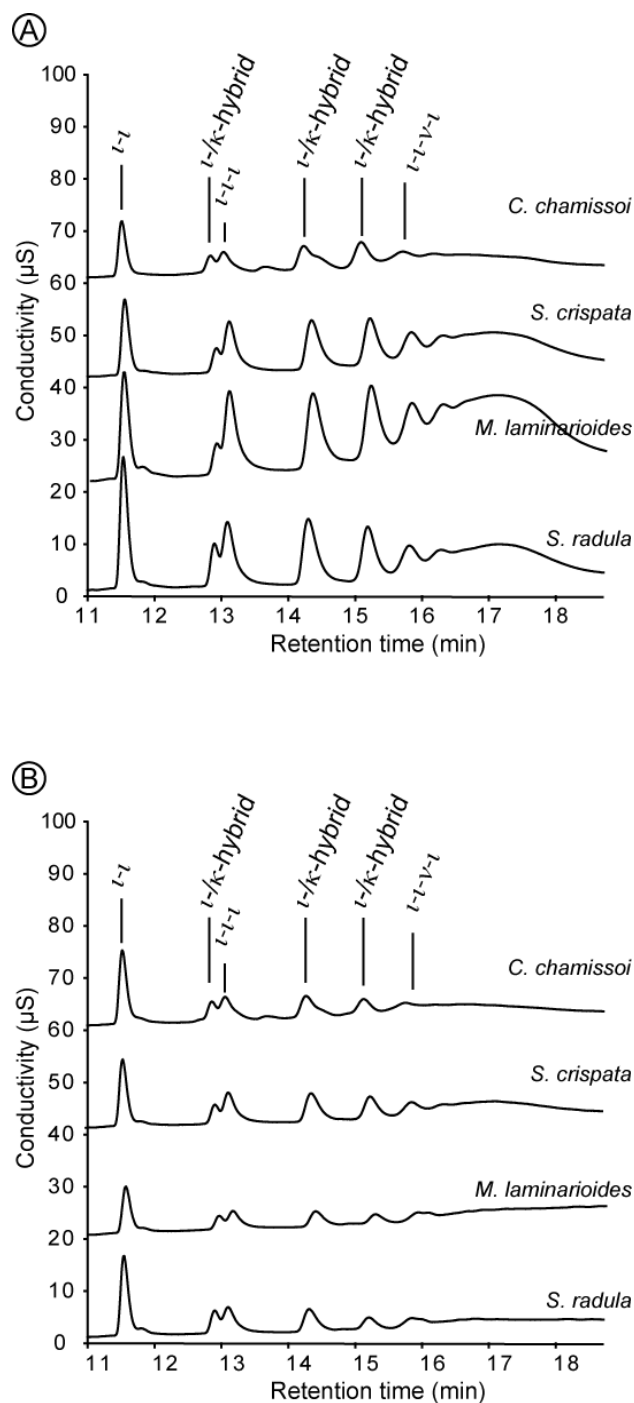 A
ι-ι
ι-/κ-hybrid
ι-ι-ι
ι-/κ-hybrid
ι-/κ-hybrid
ι-ι-ν-ι
100
90
80
70
60
50
40
30
20
10
0
Conductivity (µS)
C. chamissoi
S. crispata
M. laminarioides
S. radula
11 12 13 14 15 16 17 18
Retention time (min)
B
ι-ι
ι-/κ-hybrid
ι-ι-ι
ι-/κ-hybrid
ι-/κ-hybrid
ι-ι-ν-ι
100
90
80
70
60
50
40
30
20
10
0
Conductivity (µS)
C. chamissoi
S. crispata
M. laminarioides
S. radula
11 12 13 14 15 16 17 18
Retention time (min)